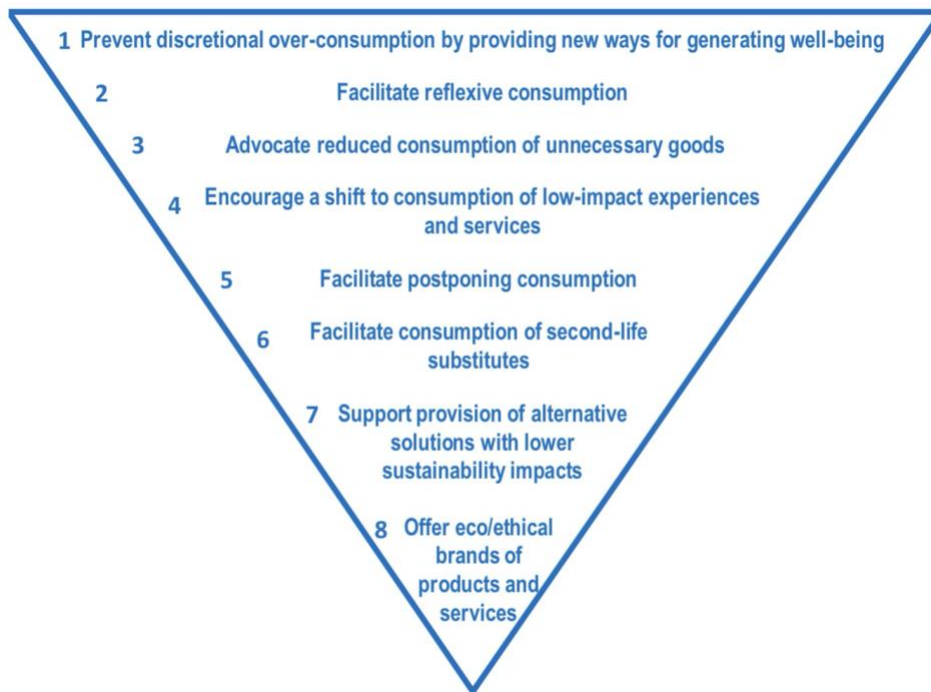 1 Prevent discretional over-consumption by providing new ways for generating well-being
2 Facilitate reflexive consumption
3 Advocate reduced consumption of unnecessary goods
4 Encourage a shift to consumption of low-impact experiences
and services
5 Facilitate postponing consumption
6 Facilitate consumption of second-life
substitutes
7 Support provision of alternative
solutions with lower
sustainability impacts
8 Offer eco/ethical
brands of
products and
services